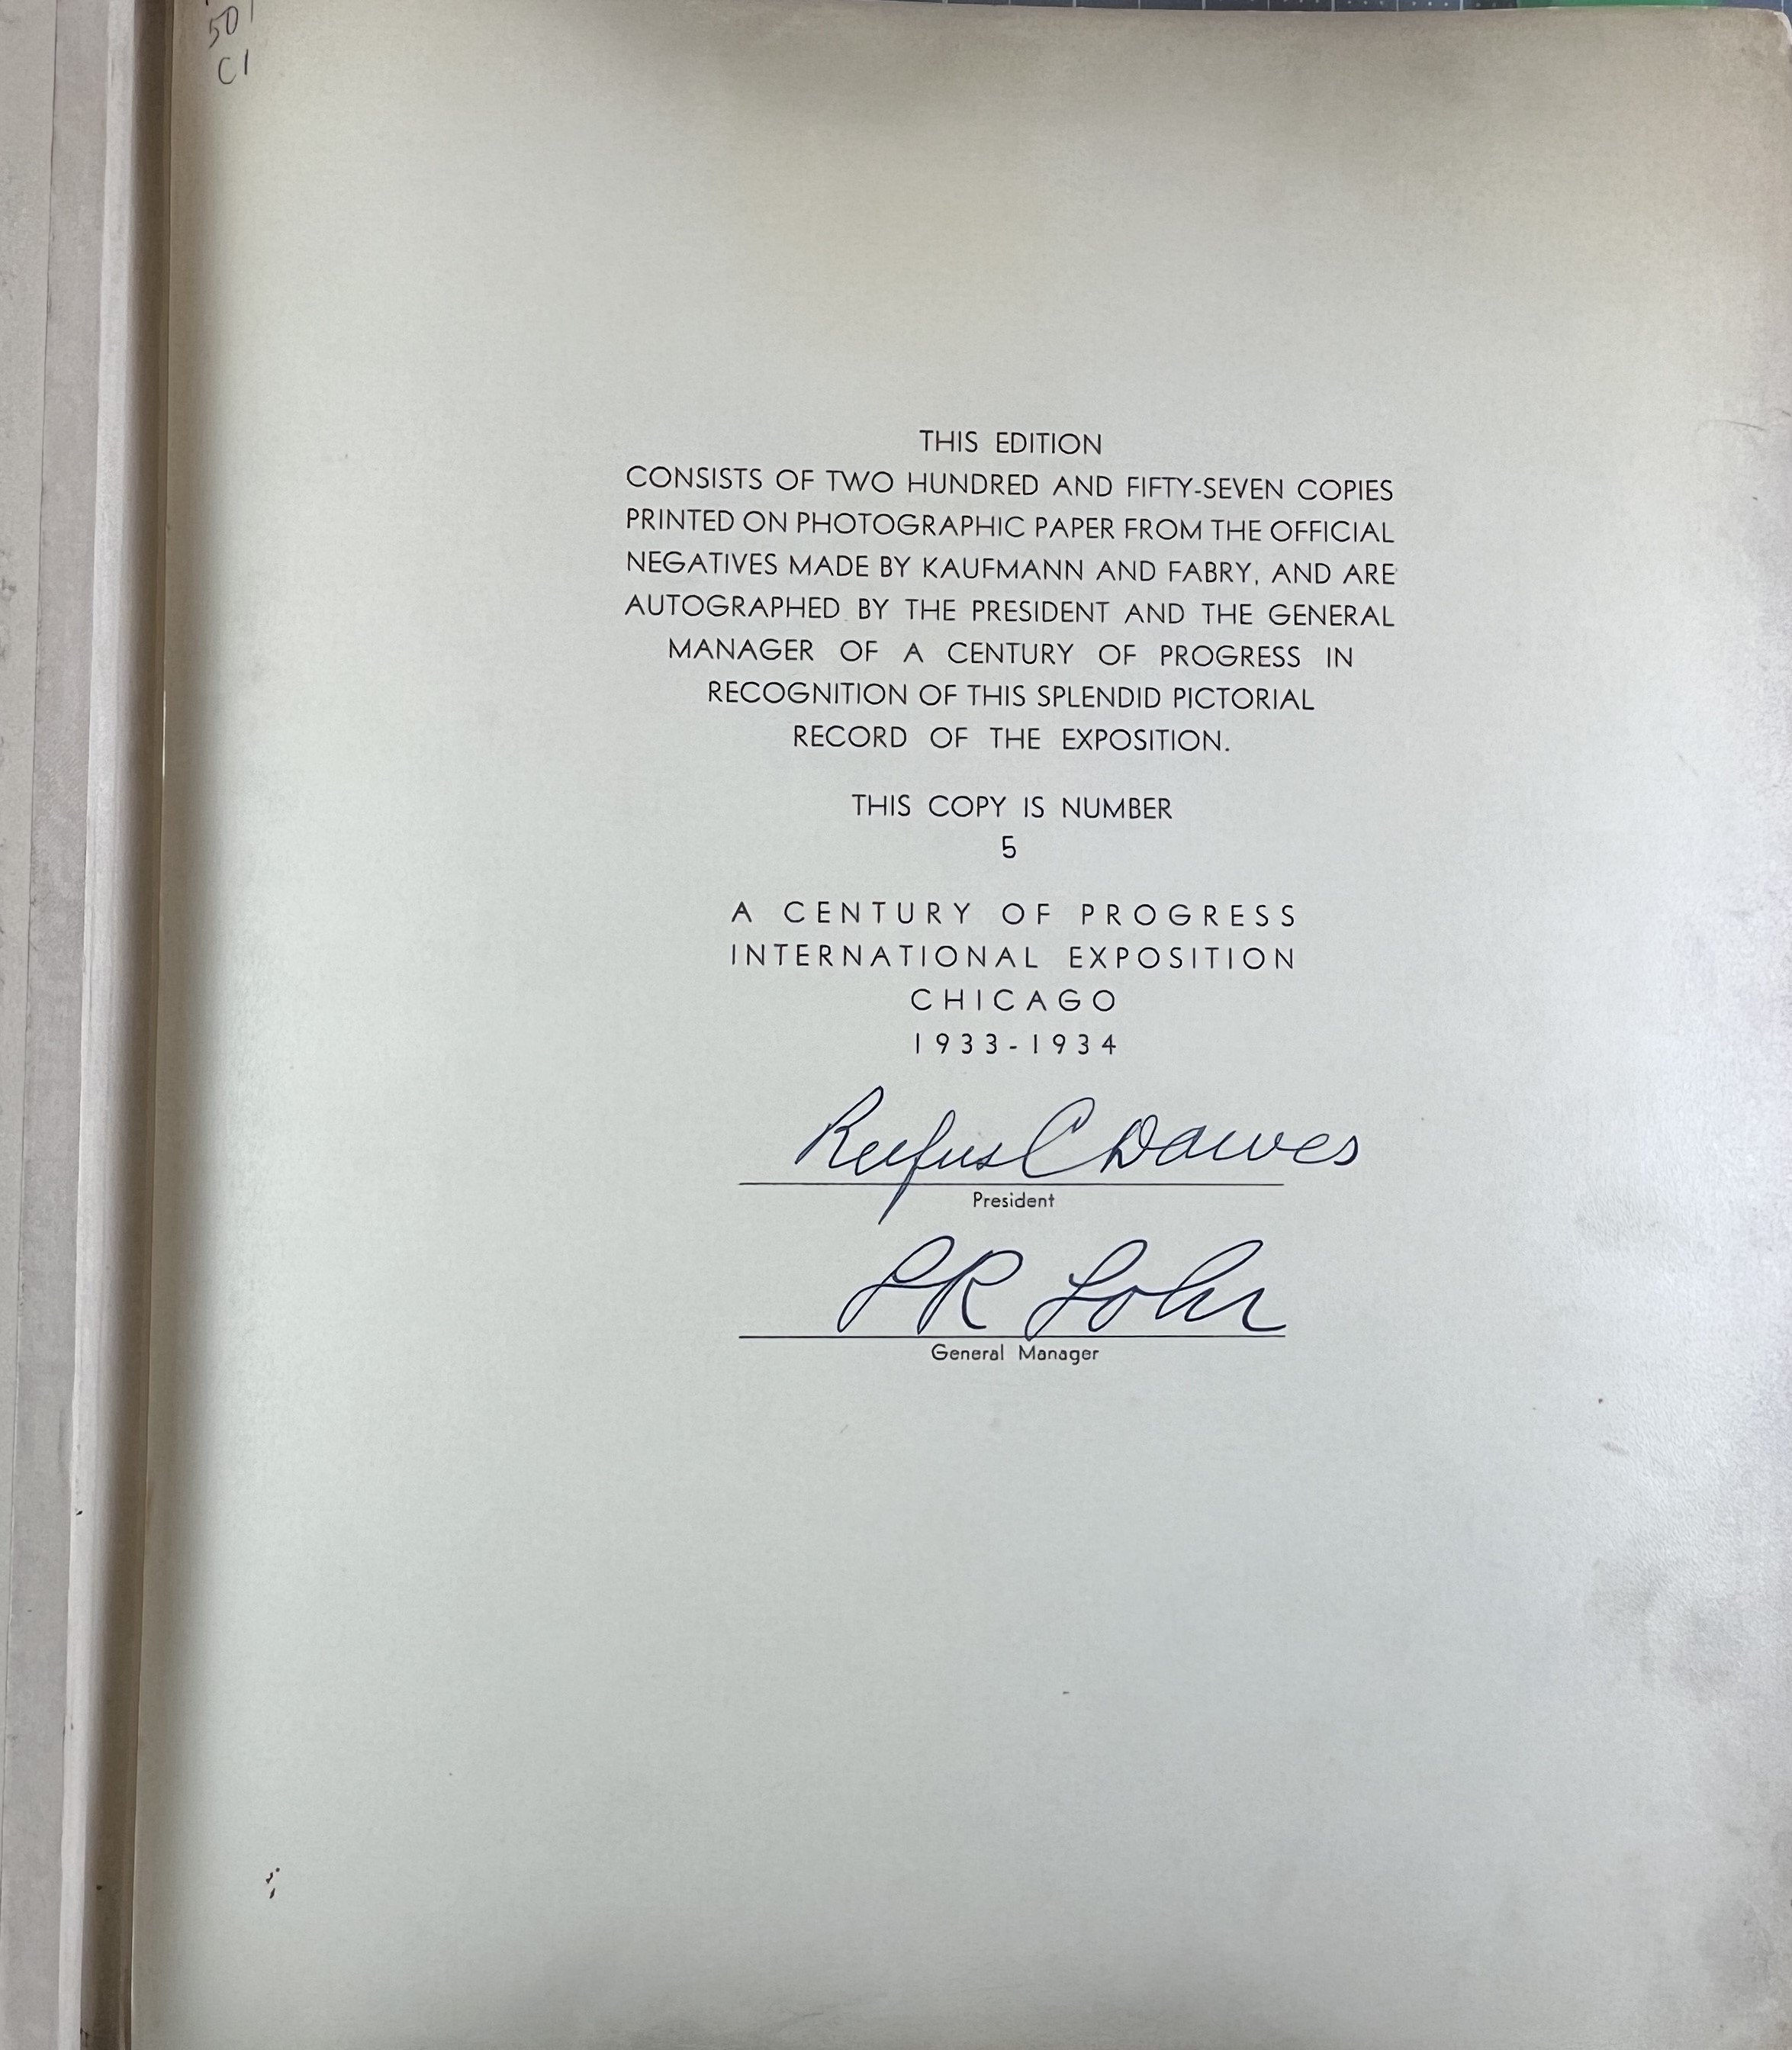 501
C1
THIS EDITION
CONSISTS OF TWO HUNDRED AND FIFTY-SEVEN COPIES
PRINTED ON PHOTOGRAPHIC PAPER FROM THE OFFICIAL
NEGATIVES MADE BY KAUFMANN AND FABRY, AND ARE
AUTOGRAPHED BY THE PRESIDENT AND THE GENERAL
MANAGER OF A CENTURY OF PROGRESS IN
RECOGNITION OF THIS SPLENDID PICTORIAL
RECORD OF THE EXPOSITION.
THIS COPY IS NUMBER
5
A CENTURY OF PROGRESS
INTERNATIONAL EXPOSITION
CHICAGO
1933-1934
Rufus C Dawes
President
L R Lohr
General Manager